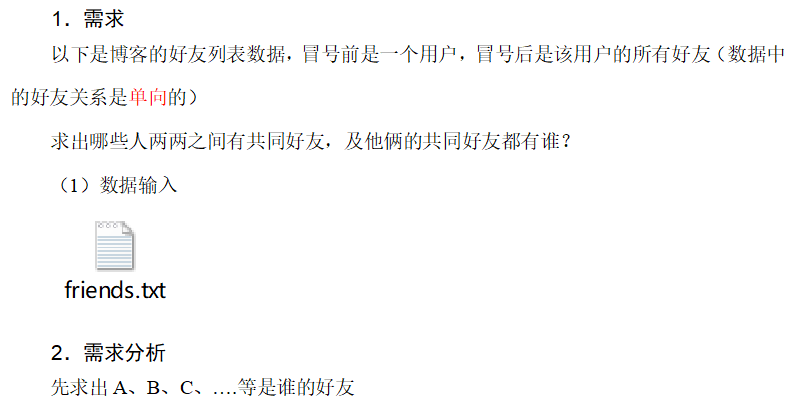 1．需求
以下是博客的好友列表数据，冒号前是一个用户，冒号后是该用户的所有好友（数据中
的好友关系是单向的）
求出哪些人两两之间有共同好友，及他俩的共同好友都有谁？
（1）数据输入
friends.txt
2．需求分析
先求出 A、B、C、….等是谁的好友